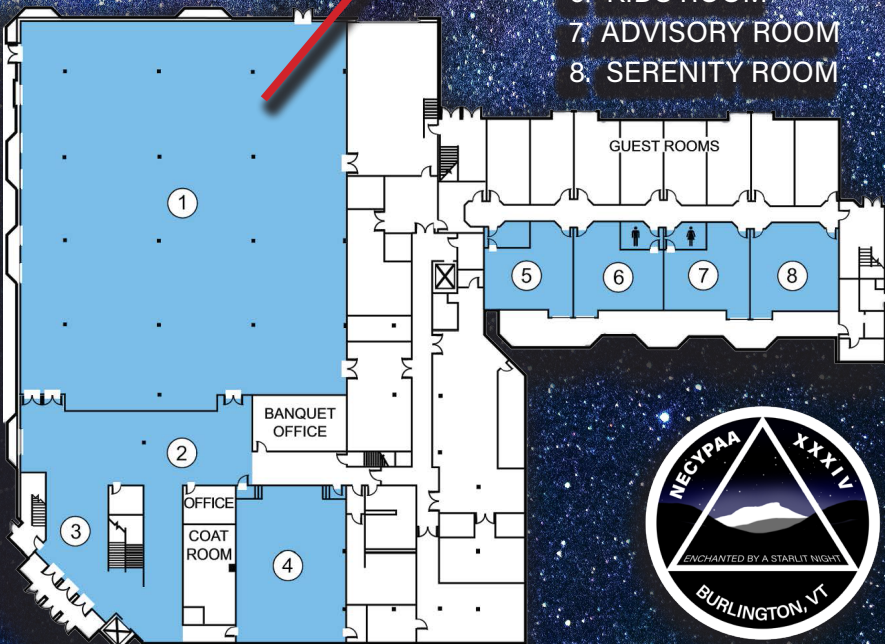 7. ADVISORY ROOM
8. SERENITY ROOM
GUEST ROOMS
1
5
6
7
8
BANQUET
OFFICE
2
OFFICE
3
COAT
ROOM
4
NECYPAA XXXIV
ENCHANTED BY A STARLIT NIGHT
BURLINGTON, VT